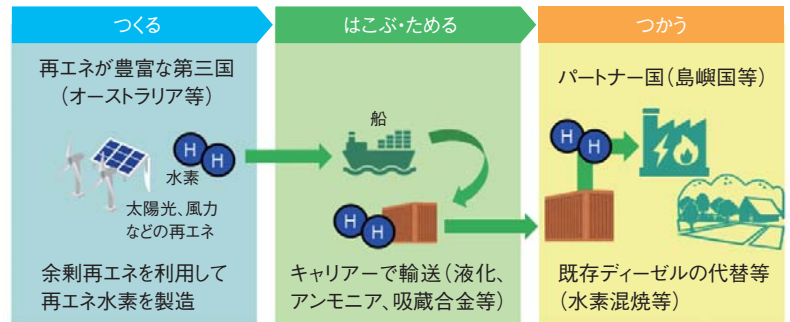 つくる
再エネが豊富な第三国
（オーストラリア等）
H
H
水素
太陽光、風力
などの再エネ
余剰再エネを利用して
再エネ水素を製造
はこぶ・ためる
船
H
H
キャリアーで輸送（液化、
アンモニア、吸蔵合金等）
つかう
パートナー国（島嶼国等）
H
H
既存ディーゼルの代替等
（水素混焼等）